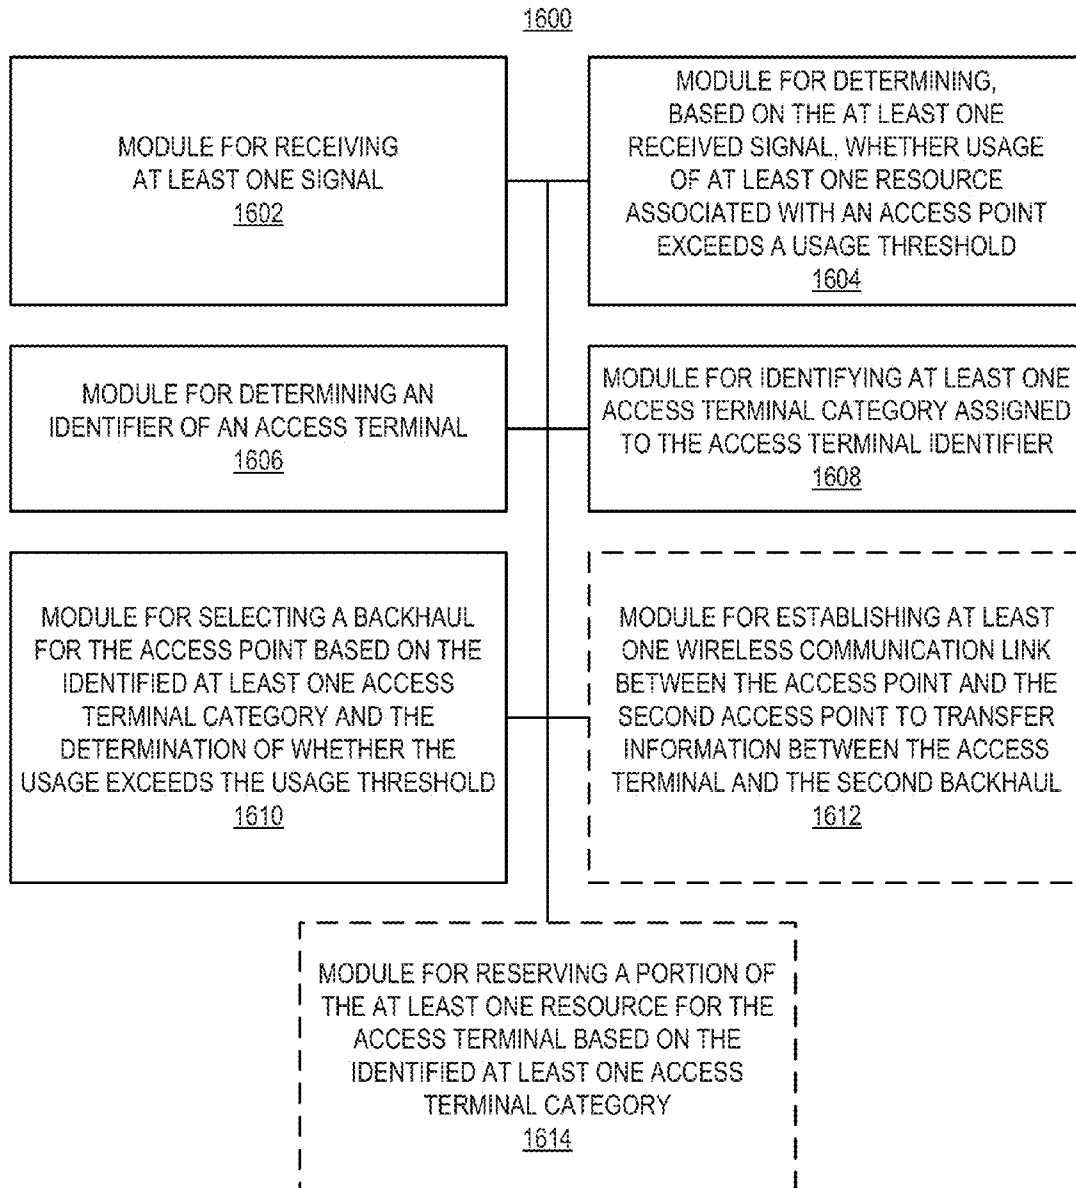 1600
MODULE FOR RECEIVING
AT LEAST ONE SIGNAL
1602
MODULE FOR DETERMINING,
BASED ON THE AT LEAST ONE
RECEIVED SIGNAL, WHETHER USAGE
OF AT LEAST ONE RESOURCE
ASSOCIATED WITH AN ACCESS POINT
EXCEEDS A USAGE THRESHOLD
1604
MODULE FOR DETERMINING AN
IDENTIFIER OF AN ACCESS TERMINAL
1606
MODULE FOR IDENTIFYING AT LEAST ONE
ACCESS TERMINAL CATEGORY ASSIGNED
TO THE ACCESS TERMINAL IDENTIFIER
1608
MODULE FOR SELECTING A BACKHAUL
FOR THE ACCESS POINT BASED ON THE
IDENTIFIED AT LEAST ONE ACCESS
TERMINAL CATEGORY AND THE
DETERMINATION OF WHETHER THE
USAGE EXCEEDS THE USAGE THRESHOLD
1610
MODULE FOR ESTABLISHING AT LEAST
ONE WIRELESS COMMUNICATION LINK
BETWEEN THE ACCESS POINT AND THE
SECOND ACCESS POINT TO TRANSFER
INFORMATION BETWEEN THE ACCESS
TERMINAL AND THE SECOND BACKHAUL
1612
MODULE FOR RESERVING A PORTION OF
THE AT LEAST ONE RESOURCE FOR THE
ACCESS TERMINAL BASED ON THE
IDENTIFIED AT LEAST ONE ACCESS
TERMINAL CATEGORY
1614